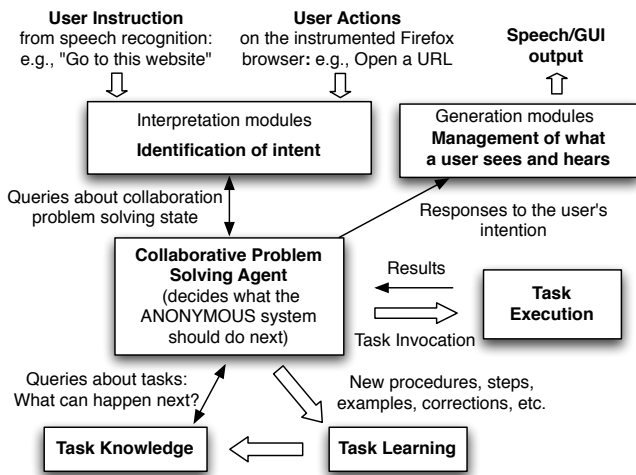 User Instruction
from speech recognition:
e.g., "Go to this website"
User Actions
on the instrumented Firefox
browser: e.g., Open a URL
Speech/GUI
output
Interpretation modules
Identification of intent
Generation modules
Management of what
a user sees and hears
Queries about collaboration
problem solving state
Responses to the user's
intention
Collaborative Problem
Solving Agent
(decides what the
ANONYMOUS system
should do next)
Results
Task Invocation
Task
Execution
Queries about tasks:
What can happen next?
New procedures, steps,
examples, corrections, etc.
Task Knowledge
Task Learning